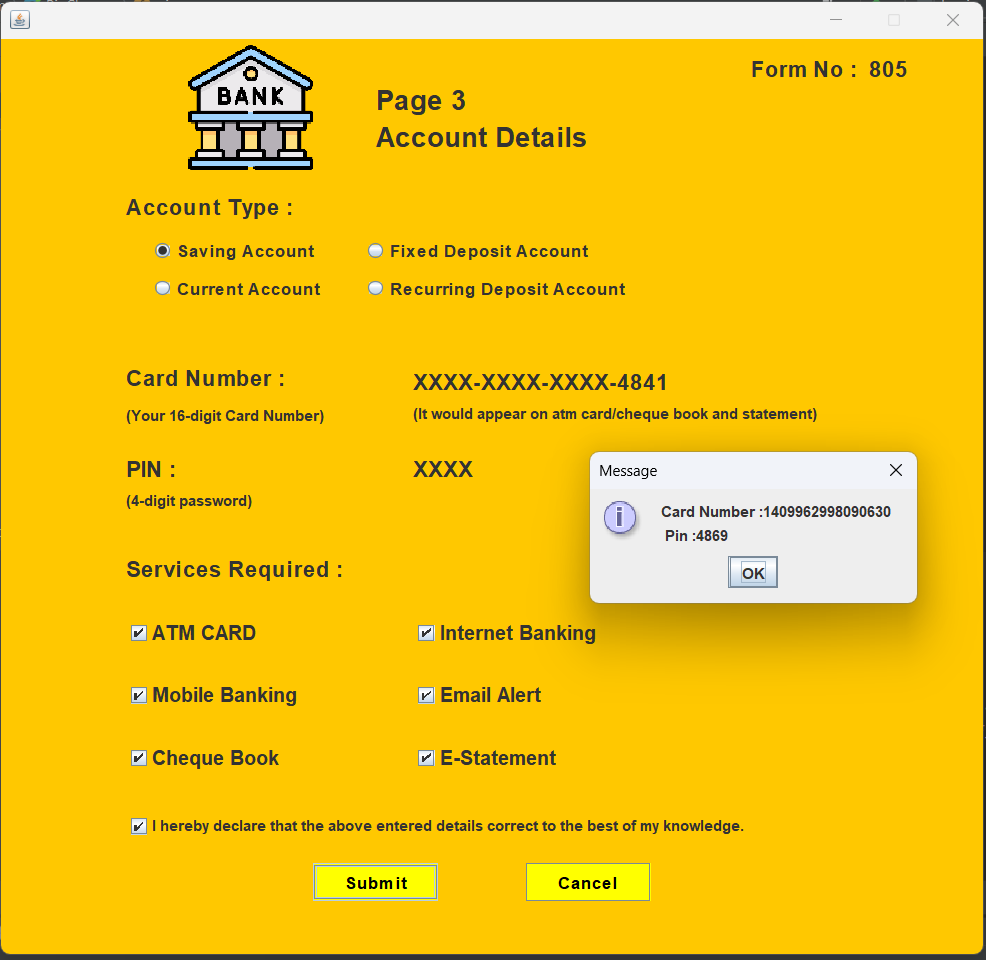 Form No : 805
BANK
Page 3
Account Details
Account Type :
Saving Account Fixed Deposit Account
Current Account Recurring Deposit Account
Card Number : XXXX-XXXX-XXXX-4841
(Your 16-digit Card Number) (It would appear on atm card/cheque book and statement)
PIN : XXXX
(4-digit password)
Message
Card Number :1409962998090630
Pin :4869
OK
Services Required :
ATM CARD Internet Banking
Mobile Banking Email Alert
Cheque Book E-Statement
I hereby declare that the above entered details correct to the best of my knowledge.
Submit Cancel